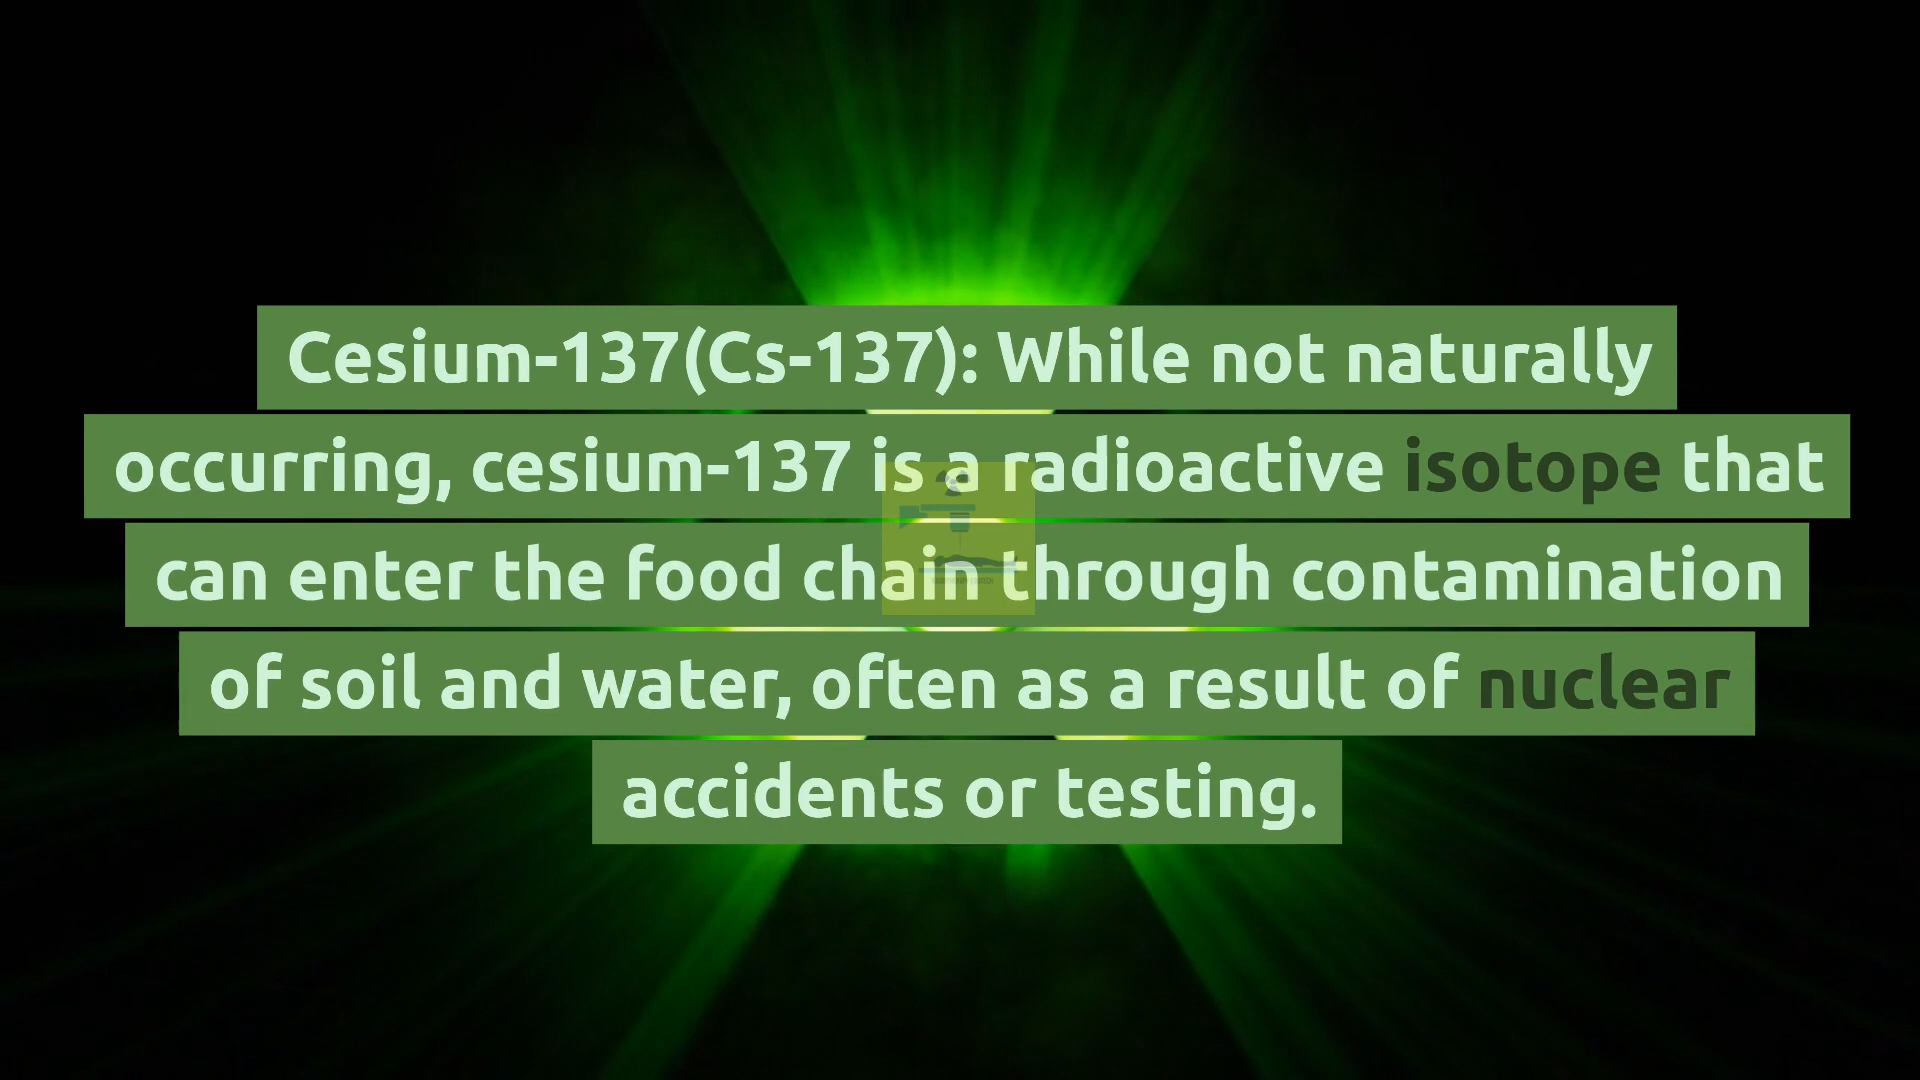 Cesium-137(Cs-137): While not naturally
occurring, cesium-137 is a radioactive isotope that
can enter the food chain through contamination
of soil and water, often as a result of nuclear
accidents or testing.